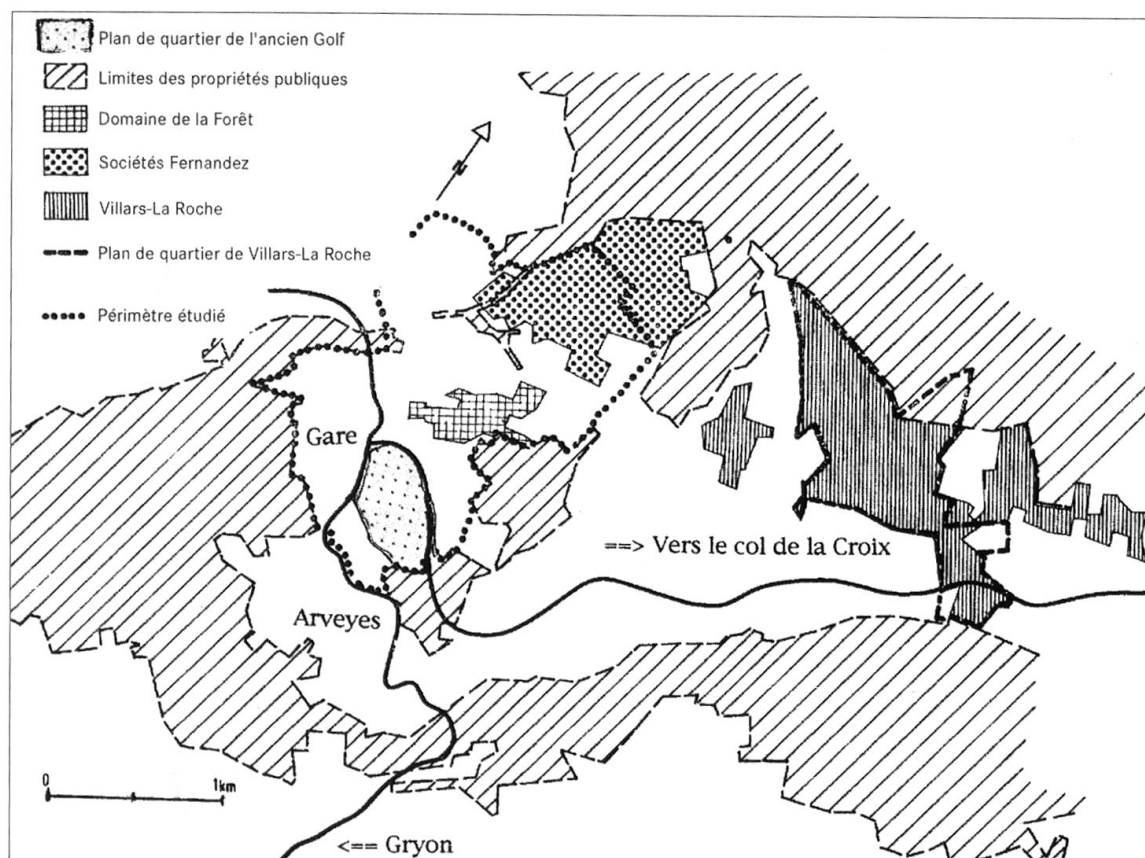 Plan de quartier de l'ancien Golf
Limites des propriétés publiques
Domaine de la Forêt
Sociétés Fernandez
Villars-La Roche
Plan de quartier de Villars-La Roche
Périmètre étudié
N
Gare
==> Vers le col de la Croix
Arveyes
0 1km
<== Gryon